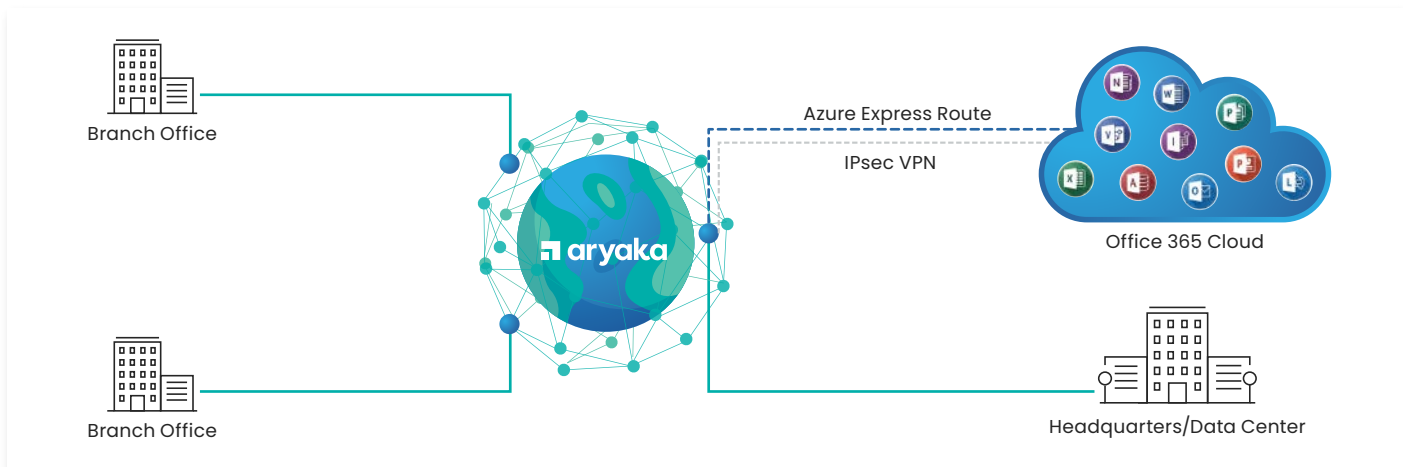 Branch Office
Azure Express Route
IPsec VPN
N
W
P
V
I
P
X
A
O
L
Office 365 Cloud
aryaka
Branch Office
Headquarters/Data Center